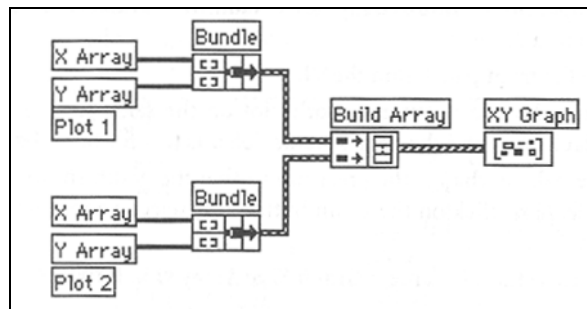 Bundle
X Array
Y Array
Plot 1
Build Array
XY Graph
Bundle
X Array
Y Array
Plot 2